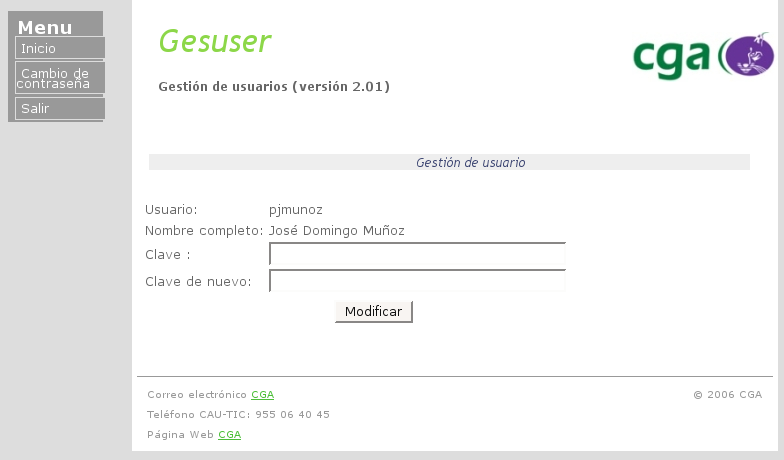 Menu
Inicio
Cambio de
contraseña
Salir
Gesuser
cga
Gestión de usuarios (versión 2.01)
Gestión de usuario
Usuario: pjmunoz
Nombre completo: José Domingo Muñoz
Clave :
Clave de nuevo:
Modificar
Correo electrónico CGA © 2006 CGA
Teléfono CAU-TIC: 955 06 40 45
Página Web CGA